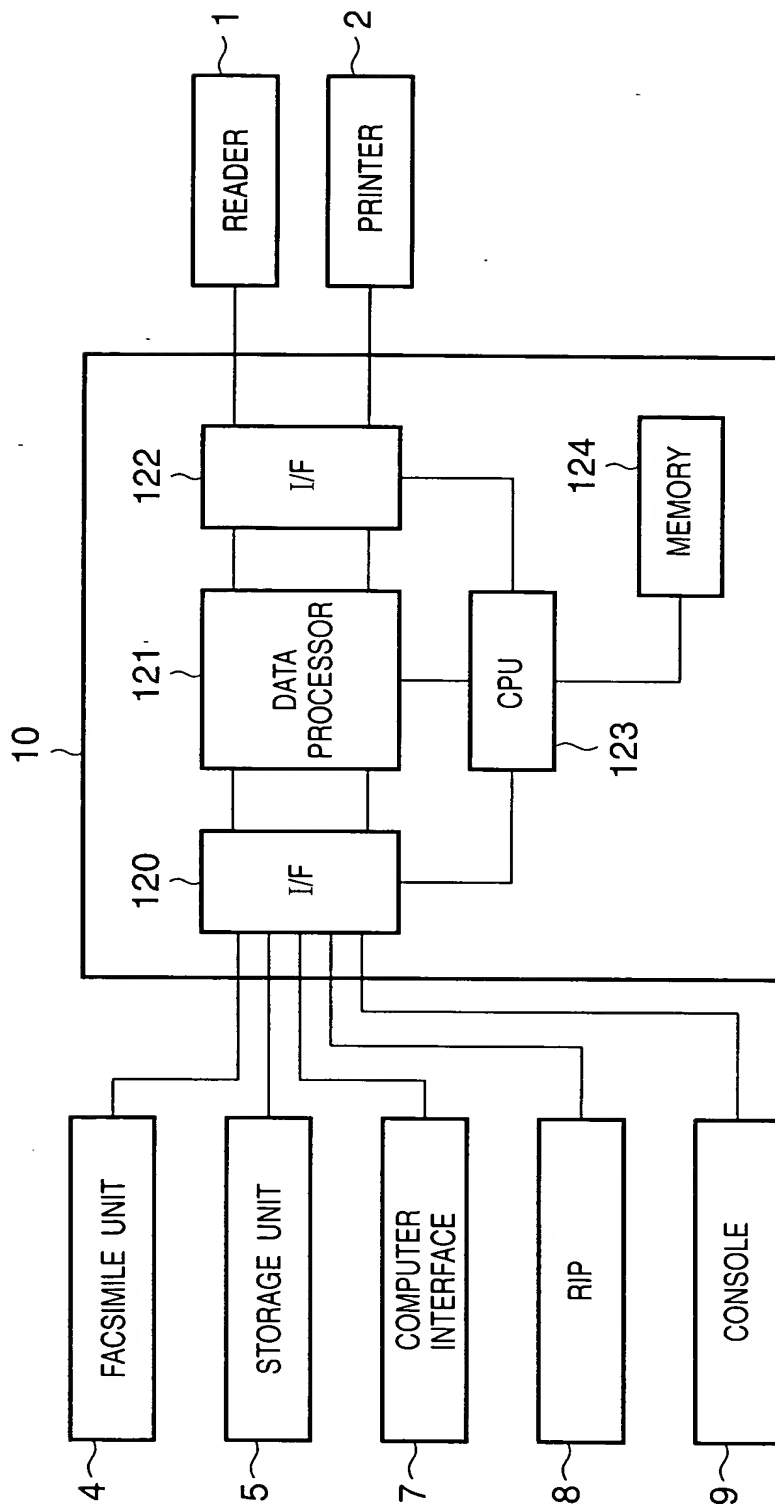 10
120
121
122
4
FACSIMILE UNIT
5
STORAGE UNIT
7
COMPUTER
INTERFACE
8
RIP
9
CONSOLE
I/F
DATA
PROCESSOR
I/F
CPU
123
124
MEMORY
READER
1
PRINTER
2